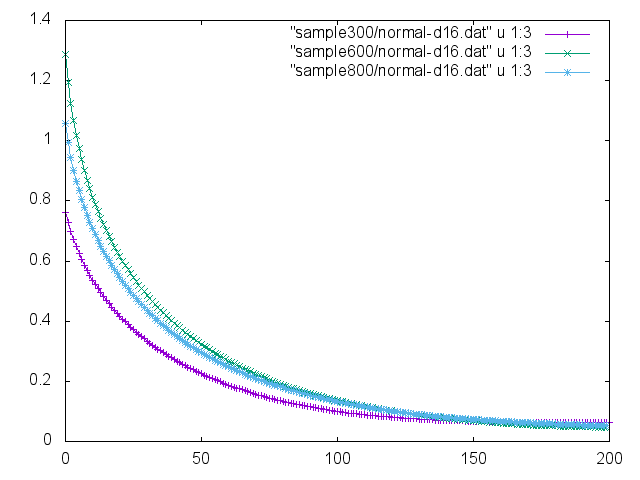 1.4
"sample300/normal-d16.dat" u 1:3
"sample600/normal-d16.dat" u 1:3
"sample800/normal-d16.dat" u 1:3
1.2
1
0.8
0.6
0.4
0.2
0
0 50 100 150 200